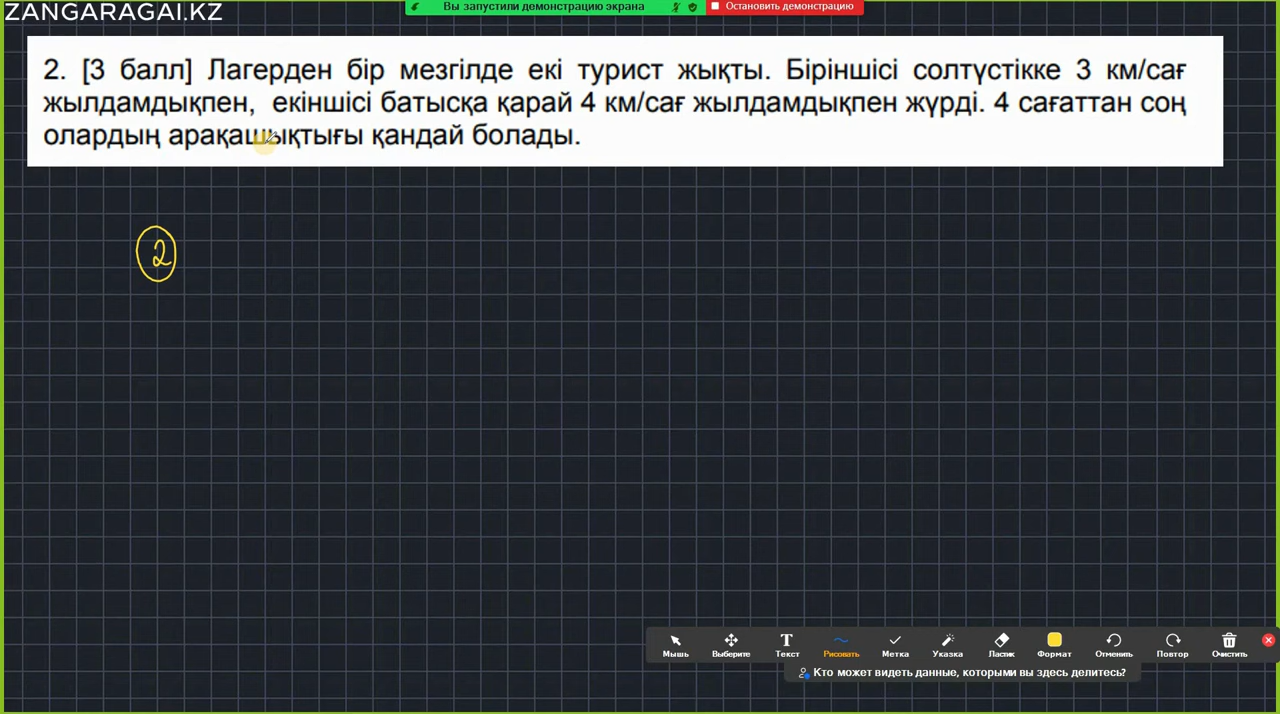 ZANGARAGAI.KZ
Вы запустили демонстрацию экрана
Остановить демонстрацию
2. [3 балл] Лагерден бір мезгілде екі турист жықты. Біріншісі солтүстікке 3 км/сағ
жылдамдықпен, екіншісі батысқа қарай 4 км/сағ жылдамдықпен жүрді. 4 сағаттан соң
олардың арақашықтығы қандай болады.
2
Мышь
Выберите
Текст
Рисовать
Метка
Указка
Ластик
Формат
Отменить
Повтор
Очистить
Кто может видеть данные, которыми вы здесь делитесь?